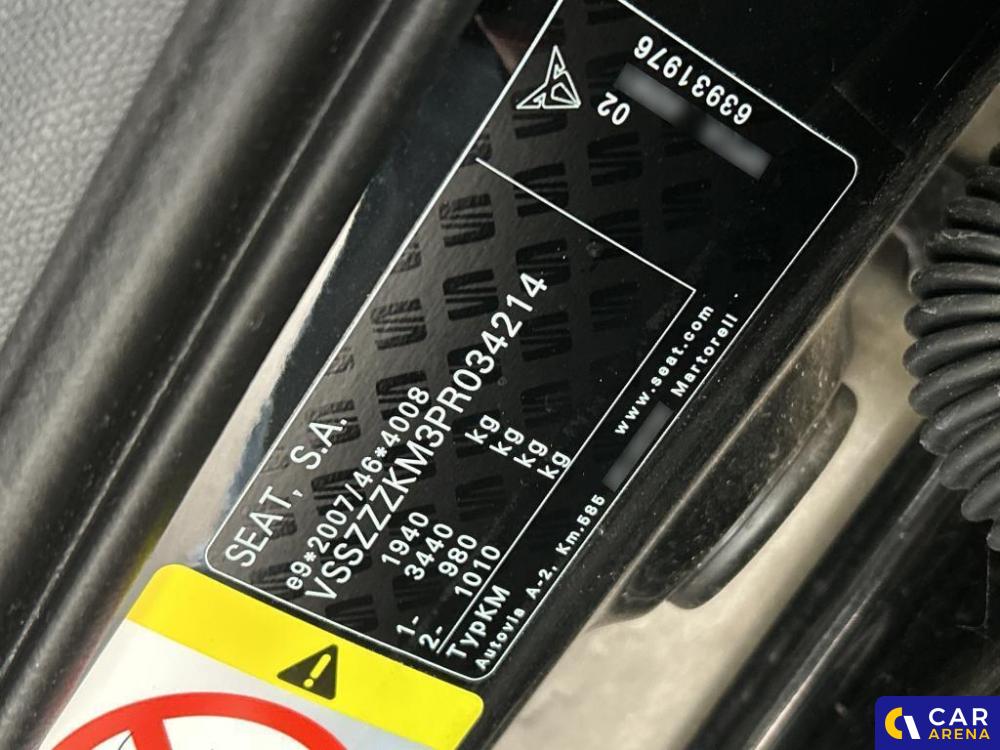 SEAT, S.A.
e9*2007/46*4008
VSSZZZKM3PR034214
1940 kg
3440 kg
1- 980 kg
2- 1010 kg
TypKM
Autovia A-2, Km.585 Martorell
www.seat.com
02
63931976
CAR
ARENA